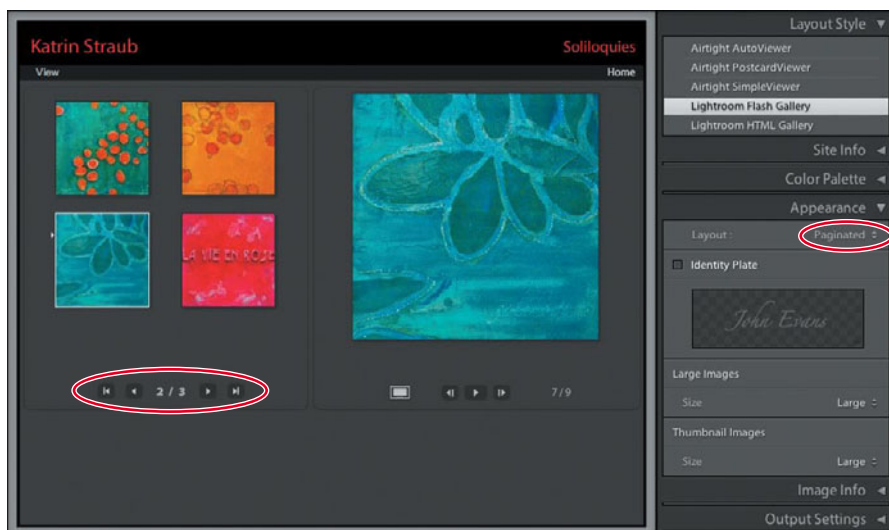 Katrin Straub
Soliloquies
View
Home
LA VIE EN ROSE
2 / 3
7/9
Layout Style
Airtight AutoViewer
Airtight PostcardViewer
Airtight SimpleViewer
Lightroom Flash Gallery
Lightroom HTML Gallery
Site Info
Color Palette
Appearance
Layout : Paginated
Identity Plate
John Evans
Large Images
Size Large
Thumbnail Images
Size Large
Image Info
Output Settings